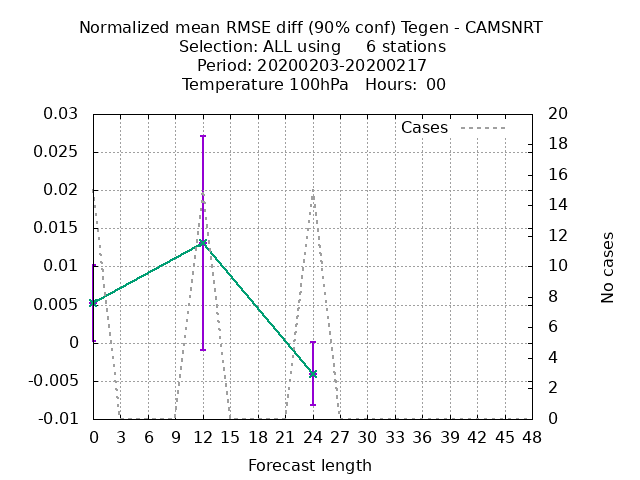 Normalized mean RMSE diff (90% conf) Tegen - CAMSNRT
Selection: ALL using 6 stations
Period: 20200203-20200217
Temperature 100hPa Hours: 00
Cases
0.03
0.025
0.02
0.015
0.01
0.005
0
-0.005
-0.01
20
18
16
14
12
10
8
6
4
2
0
No cases
0 3 6 9 12 15 18 21 24 27 30 33 36 39 42 45 48
Forecast length